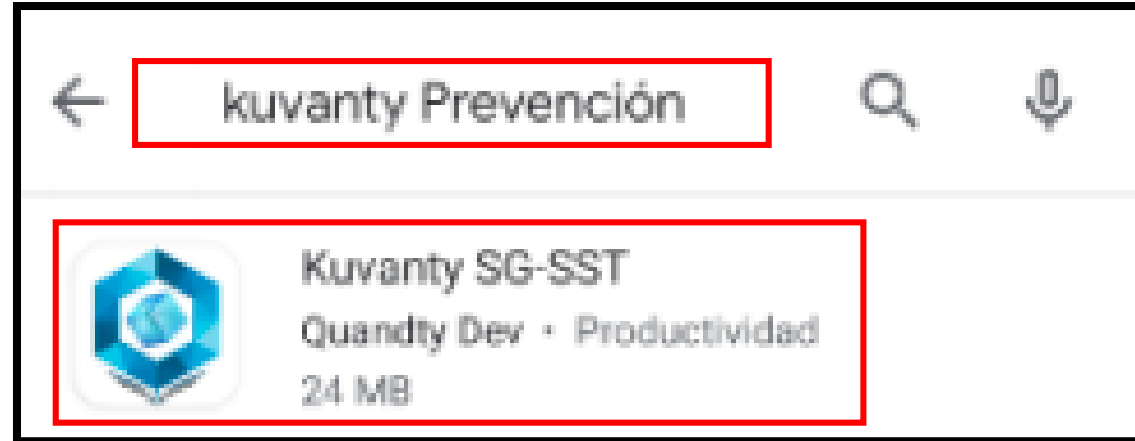 kuvanty Prevención
Kuvanty SG-SST
Quandty Dev • Productividad
24 MB